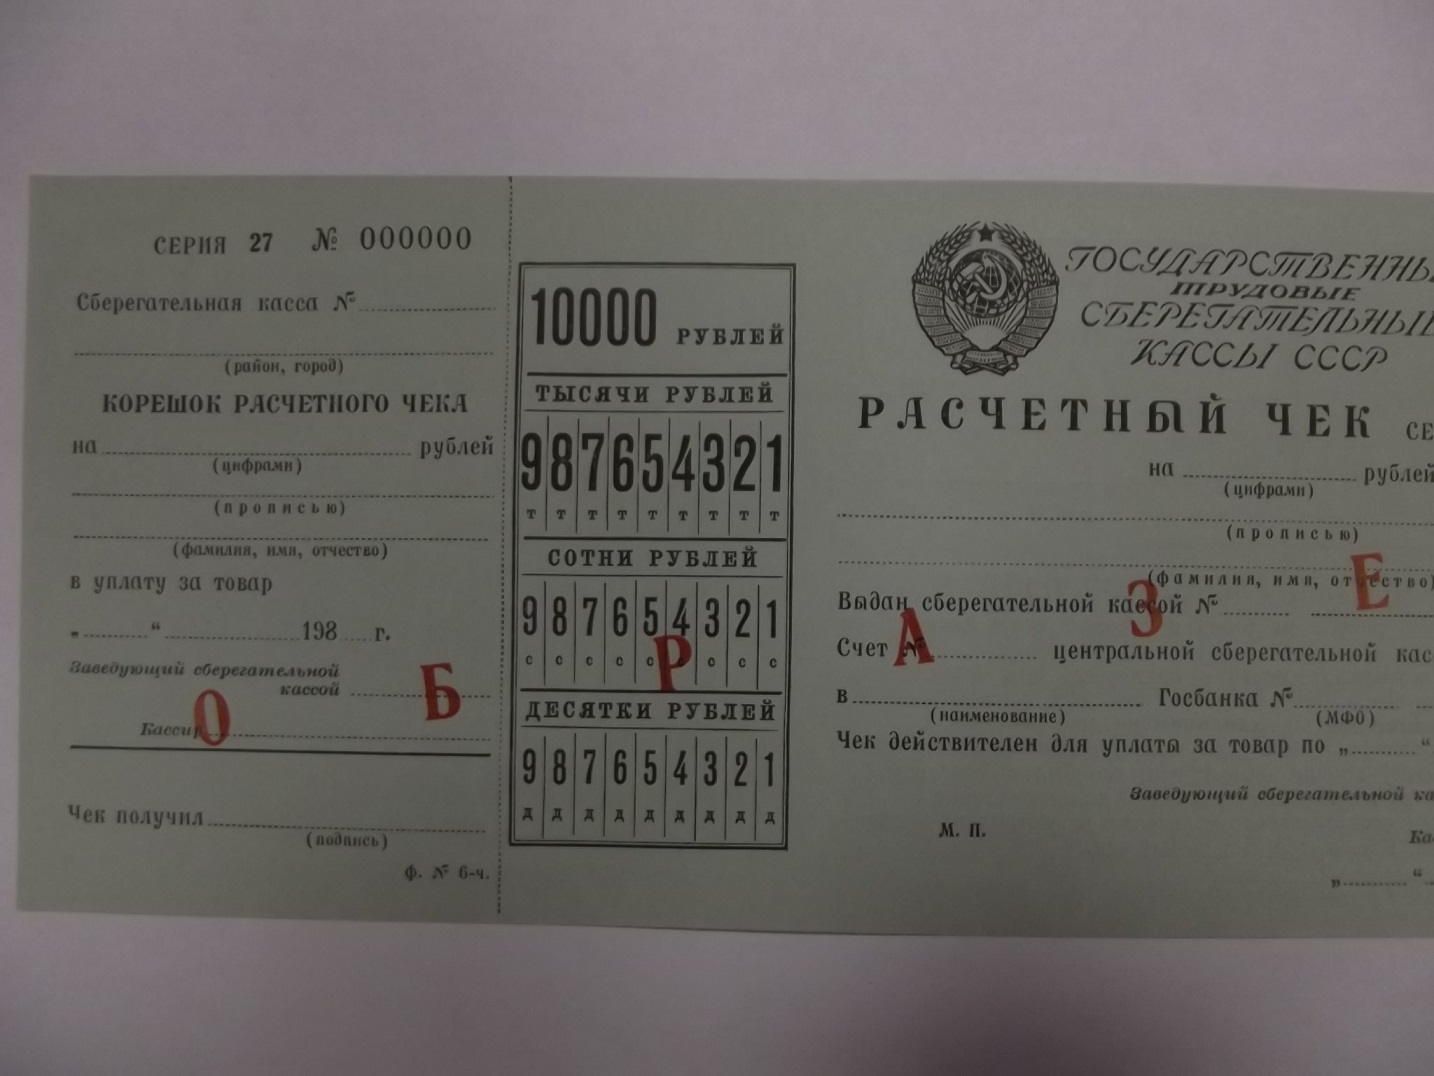 СЕРИЯ 27 № 000000
Сберегательная касса №
(район, город)
КОРЕШОК РАСЧЕТНОГО ЧЕКА
на рублей
(цифрами)
(прописью)
(фамилия, имя, отчество)
в уплату за товар
„ “ 198 г.
Заведующий сберегательной
кассой
Кассир
Чек получил
(подпись)
ф. № 6-ч.
10000 РУБЛЕЙ
ТЫСЯЧИ РУБЛЕЙ
9 8 7 6 5 4 3 2 1
т т т т т т т т т
СОТНИ РУБЛЕЙ
9 8 7 6 5 4 3 2 1
с с с с с с с с с
ДЕСЯТКИ РУБЛЕЙ
9 8 7 6 5 4 3 2 1
д д д д д д д д д
ГОСУДАРСТВЕННЫ
ТРУДОВЫЕ
СБЕРЕГАТЕЛЬНЫЕ
КАССЫ СССР
РАСЧЕТНЫЙ ЧЕК СЕ
на рублей
(цифрами)
(прописью)
(фамилия, имя, отчество)
Выдан сберегательной кассой №
Счет № центральной сберегательной кас
в Госбанка №
(наименование) (МФО)
Чек действителен для уплаты за товар по „ “
Заведующий сберегательной ка
М. П.
Ка
„ “
О Б Р А З Е